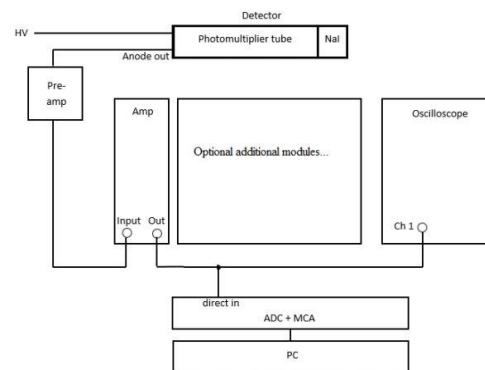 Detector
HV
Photomultiplier tube
NaI
Anode out
Pre-
amp
Amp
Optional additional modules...
Oscilloscope
Input
Out
Ch 1
direct in
ADC + MCA
PC